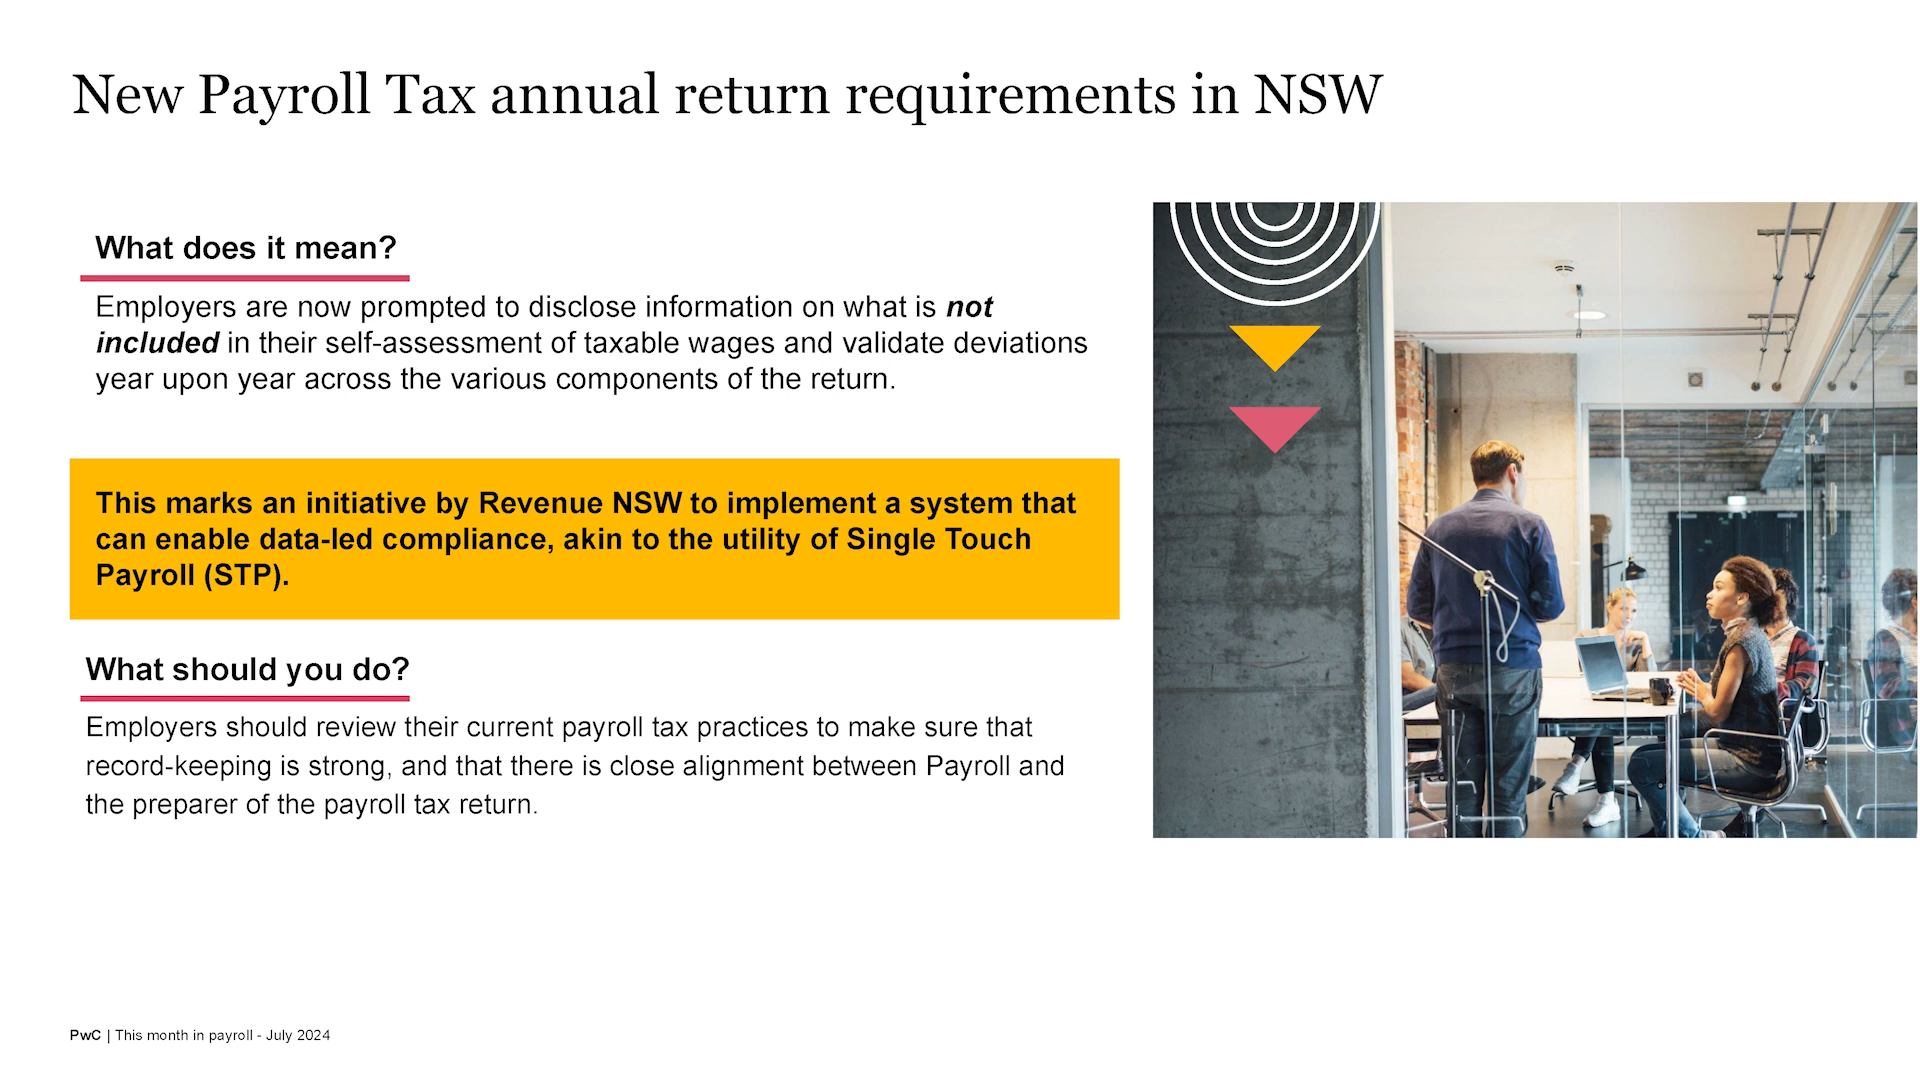 New Payroll Tax annual return requirements in NSW
What does it mean?
Employers are now prompted to disclose information on what is not
included in their self-assessment of taxable wages and validate deviations
year upon year across the various components of the return.
This marks an initiative by Revenue NSW to implement a system that
can enable data-led compliance, akin to the utility of Single Touch
Payroll (STP).
What should you do?
Employers should review their current payroll tax practices to make sure that
record-keeping is strong, and that there is close alignment between Payroll and
the preparer of the payroll tax return.
PwC | This month in payroll - July 2024